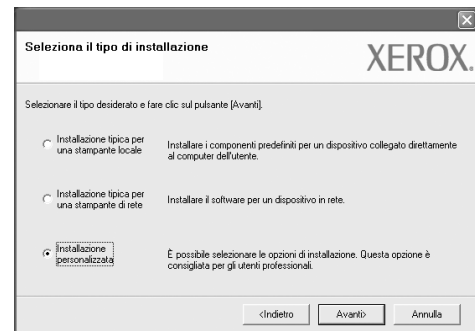 Seleziona il tipo di installazione
XEROX.
Selezionare il tipo desiderato e fare clic sul pulsante [Avanti].
Installazione tipica per
una stampante locale
Installare i componenti predefiniti per un dispositivo collegato direttamente
al computer dell'utente.
Installazione tipica per
una stampante di rete
Installare il software per un dispositivo in rete.
Installazione
personalizzata
È possibile selezionare le opzioni di installazione. Questa opzione è
consigliata per gli utenti professionali.
<Indietro
Avanti>
Annulla